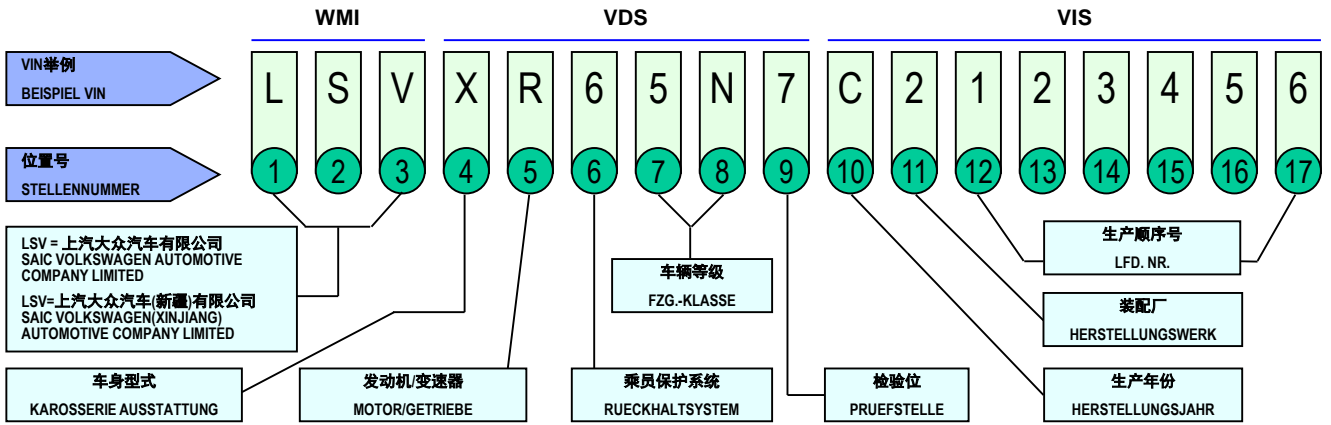 WMI VDS VIS
VIN举例
BEISPIEL VIN
L S V X R 6 5 N 7 C 2 1 2 3 4 5 6
位置号
STELLENNUMMER
1 2 3 4 5 6 7 8 9 10 11 12 13 14 15 16 17
LSV = 上汽大众汽车有限公司
SAIC VOLKSWAGEN AUTOMOTIVE
COMPANY LIMITED
LSV=上汽大众汽车(新疆)有限公司
SAIC VOLKSWAGEN(XINJIANG)
AUTOMOTIVE COMPANY LIMITED
车辆等级
FZG.-KLASSE
生产顺序号
LFD. NR.
装配厂
HERSTELLUNGSWERK
车身型式
KAROSSERIE AUSSTATTUNG
发动机/变速器
MOTOR/GETRIEBE
乘员保护系统
RUECKHALTSYSTEM
检验位
PRUEFSTELLE
生产年份
HERSTELLUNGSJAHR